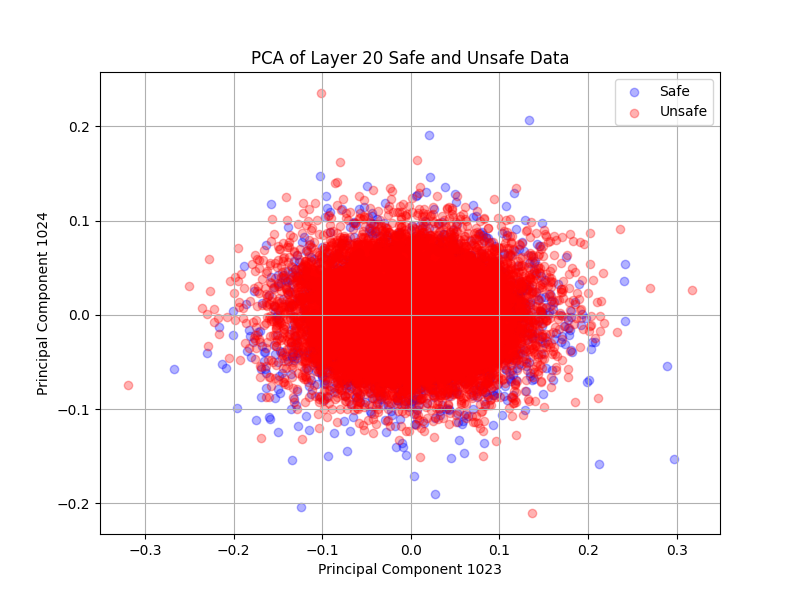 PCA of Layer 20 Safe and Unsafe Data
Safe
Unsafe
0.2
0.1
0.0
−0.1
−0.2
Principal Component 1024
−0.3
−0.2
−0.1
0.0
0.1
0.2
0.3
Principal Component 1023